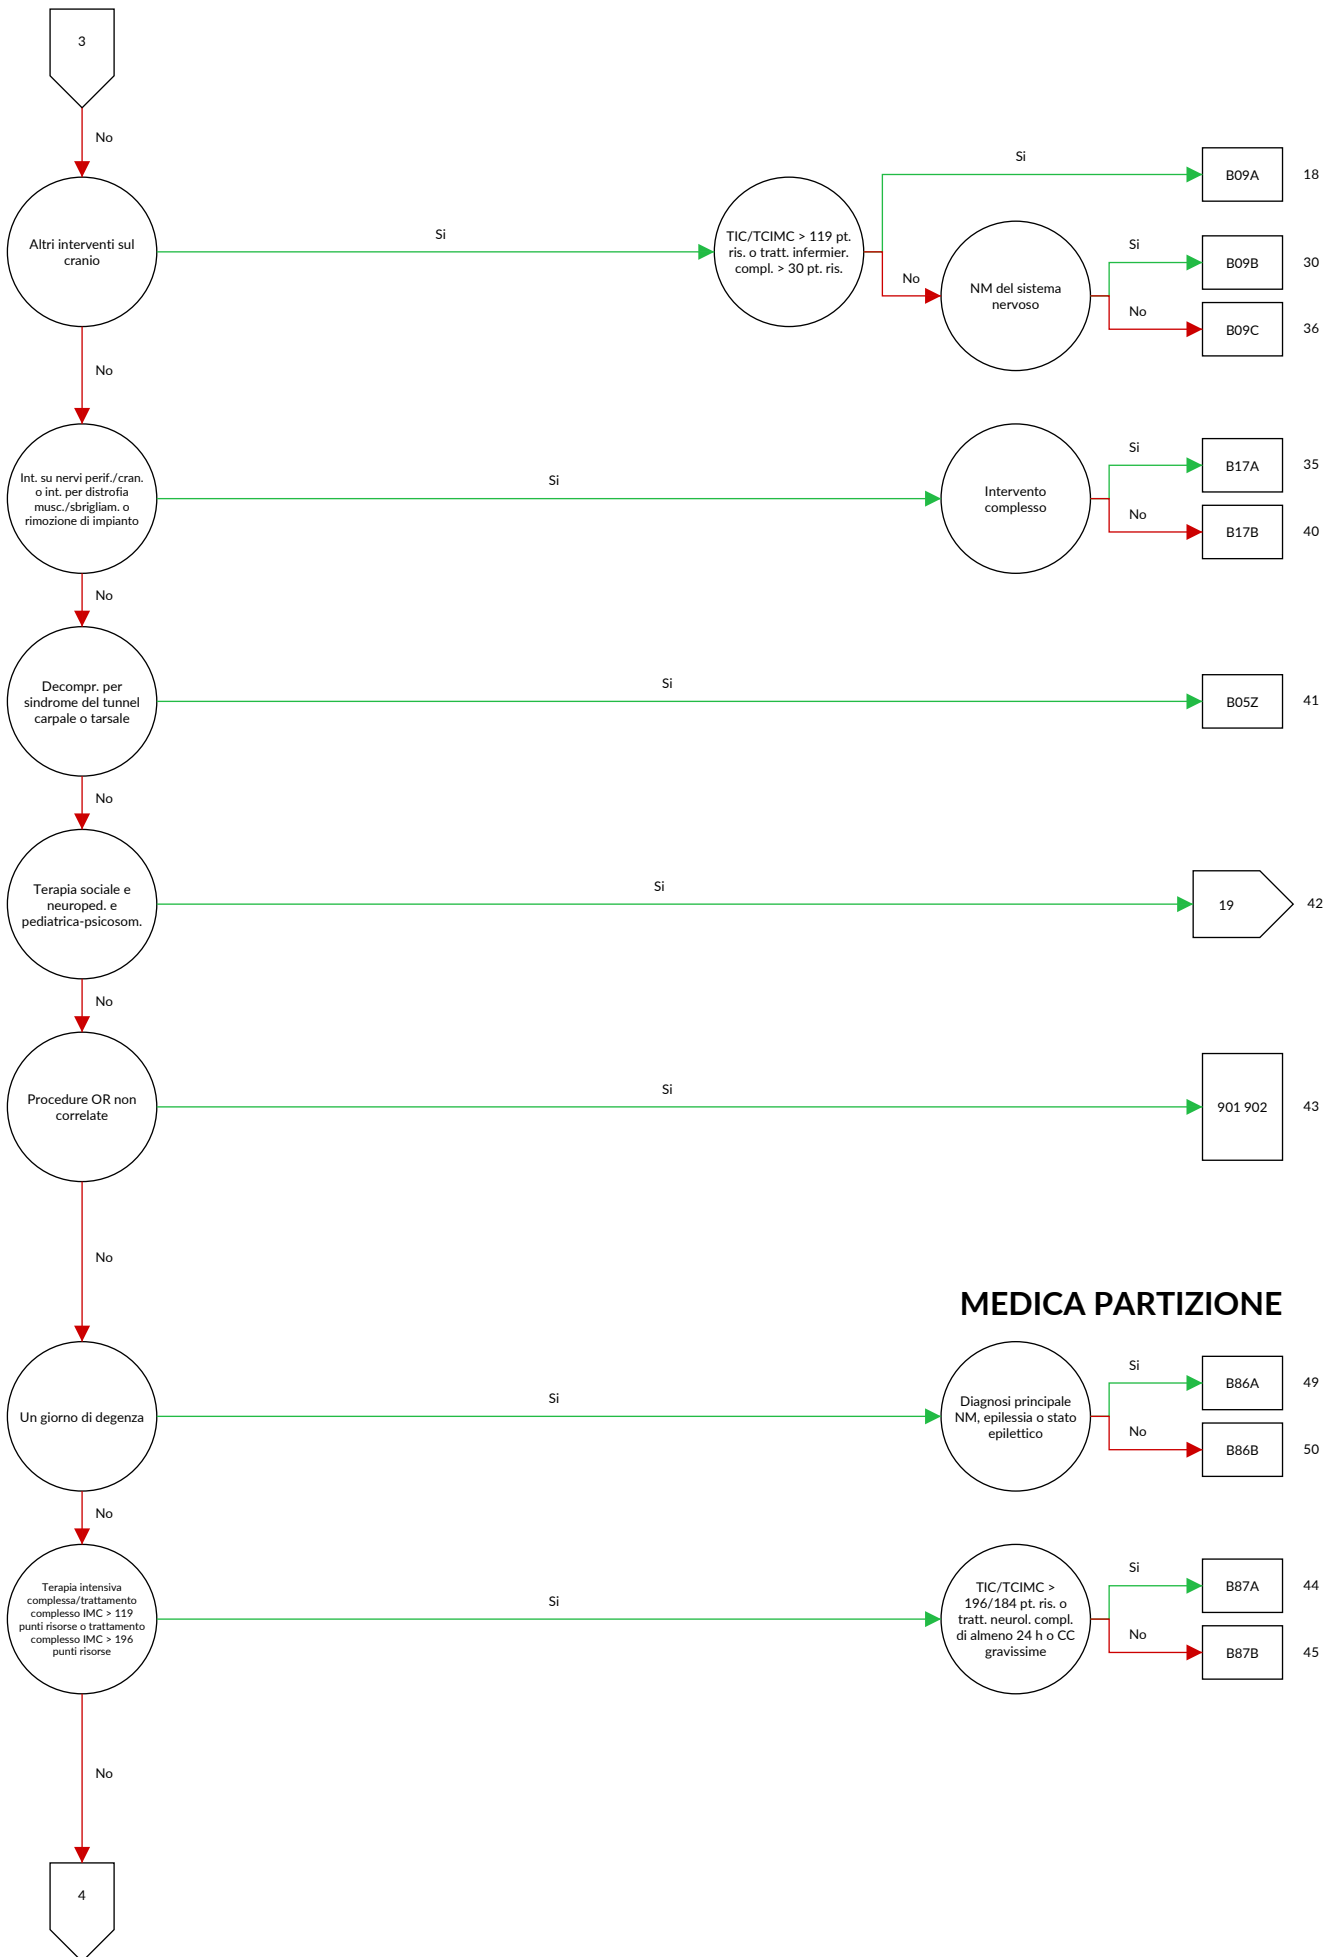 3
No
Altri interventi sul
cranio
Si
TIC/TCIMC > 119 pt.
ris. o tratt. infermier.
compl. > 30 pt. ris.
Si
B09A
18
No
NM del sistema
nervoso
Si
B09B
30
No
B09C
36
No
Int. su nervi perif./cran.
o int. per distrofia
musc./sbrigliam. o
rimozione di impianto
Si
Intervento
complesso
Si
B17A
35
No
B17B
40
No
Decompr. per
sindrome del tunnel
carpale o tarsale
Si
B05Z
41
No
Terapia sociale e
neuroped. e
pediatrica-psicosom.
Si
19
42
No
Procedure OR non
correlate
Si
901 902
43
No
MEDICA PARTIZIONE
Un giorno di degenza
Si
Diagnosi principale
NM, epilessia o stato
epilettico
Si
B86A
49
No
B86B
50
No
Terapia intensiva
complessa/trattamento
complesso IMC > 119
punti risorse o trattamento
complesso IMC > 196
punti risorse
Si
TIC/TCIMC >
196/184 pt. ris. o
tratt. neurol. compl.
di almeno 24 h o CC
gravissime
Si
B87A
44
No
B87B
45
No
4